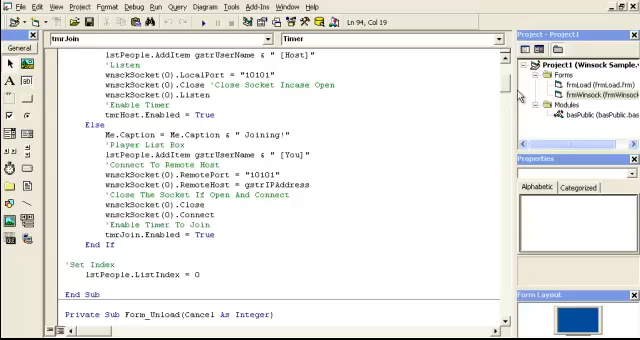 File Edit View Project Format Debug Run Query Diagram Tools Add-Ins Window Help
Ln 94, Col 19
General
tmrJoin
Timer
lstPeople.AddItem gstrUserName & " [Host]"
'Listen
wnsckSocket(0).LocalPort = "10101"
wnsckSocket(0).Close 'Close Socket Incase Open
wnsckSocket(0).Listen
'Enable Timer
tmrHost.Enabled = True
Else
Me.Caption = Me.Caption & " Joining!"
'Player List Box
lstPeople.AddItem gstrUserName & " [You]"
'Connect To Remote Host
wnsckSocket(0).RemotePort = "10101"
wnsckSocket(0).RemoteHost = gstrIPAddress
'Close The Socket If Open And Connect
wnsckSocket(0).Close
wnsckSocket(0).Connect
'Enable Timer To Join
tmrJoin.Enabled = True
End If
'Set Index
lstPeople.ListIndex = 0
End Sub
Private Sub Form_Unload(Cancel As Integer)
Project - Project1
Project1 (Winsock Sample.
Forms
frmLoad (frmLoad.frm)
frmWinsock (frmWinsock
Modules
basPublic (basPublic.bas
Properties
Alphabetic Categorized
Form Layout